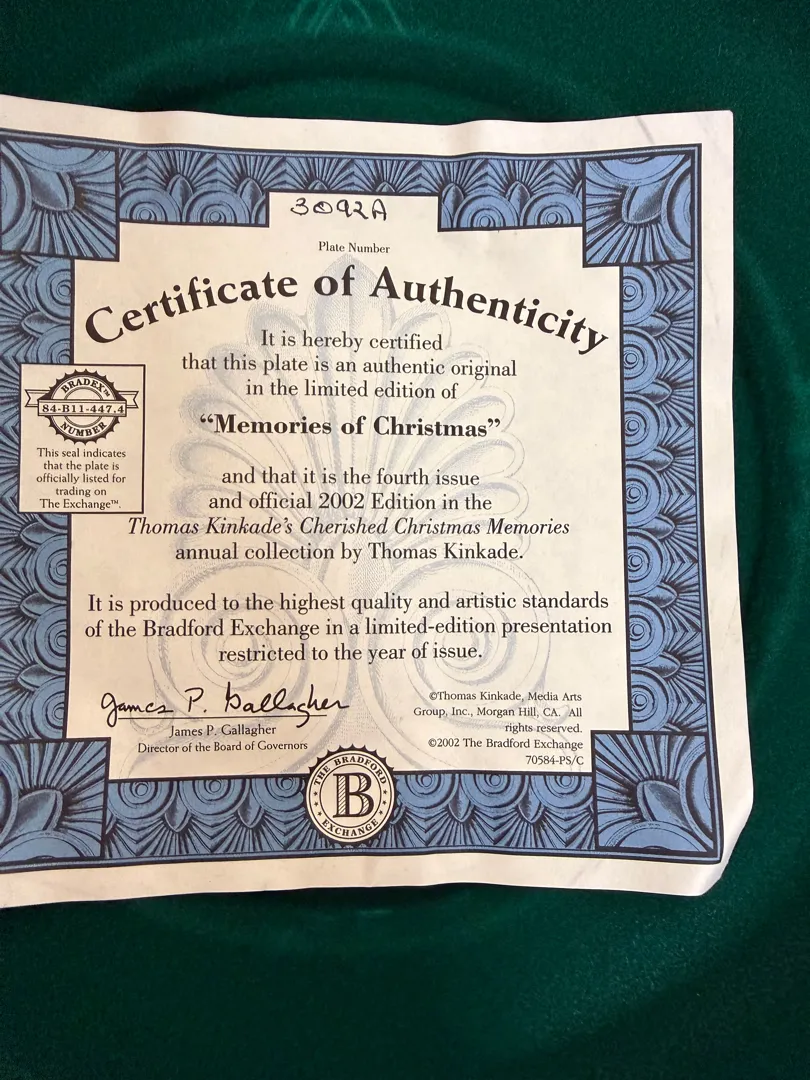 3092A
Plate Number
Certificate of Authenticity
It is hereby certified
that this plate is an authentic original
in the limited edition of
“Memories of Christmas”
and that it is the fourth issue
and official 2002 Edition in the
Thomas Kinkade’s Cherished Christmas Memories
annual collection by Thomas Kinkade.
It is produced to the highest quality and artistic standards
of the Bradford Exchange in a limited-edition presentation
restricted to the year of issue.
BRADEX™
84-B11-447.4
NUMBER
This seal indicates
that the plate is
officially listed for
trading on
The Exchange™.
James P. Gallagher
James P. Gallagher
Director of the Board of Governors
©Thomas Kinkade, Media Arts
Group, Inc., Morgan Hill, CA. All
rights reserved.
©2002 The Bradford Exchange
70584-PS/C
THE BRADFORD
B
EXCHANGE